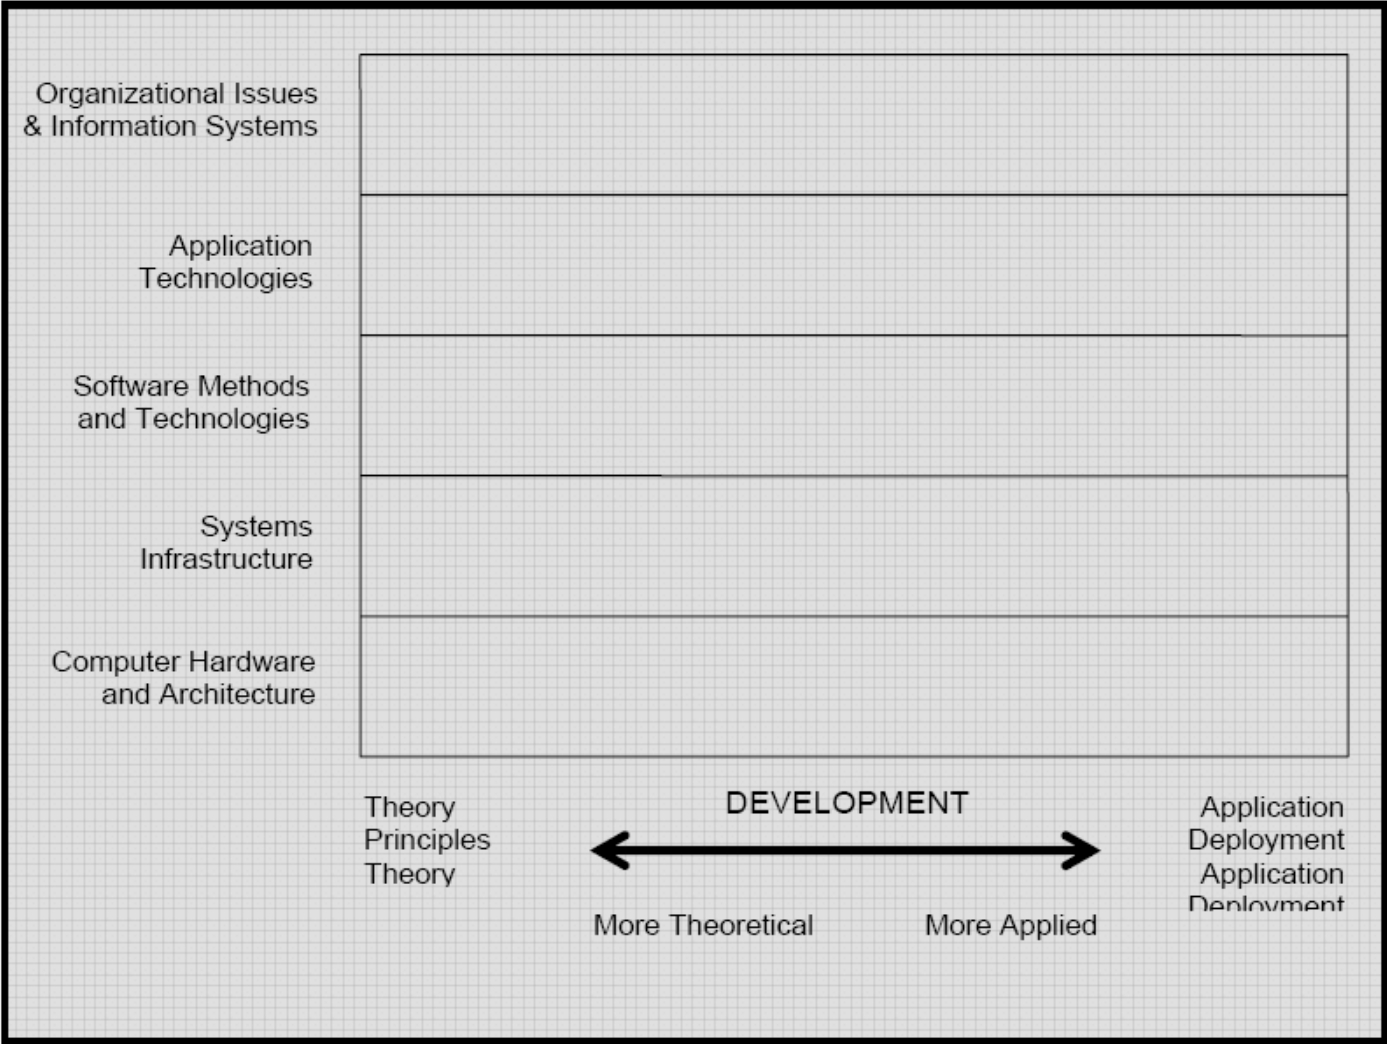 Organizational Issues
& Information Systems
Application
Technologies
Software Methods
and Technologies
Systems
Infrastructure
Computer Hardware
and Architecture
Theory
Principles
Theory
DEVELOPMENT
More Theoretical
More Applied
Application
Deployment
Application
Deployment